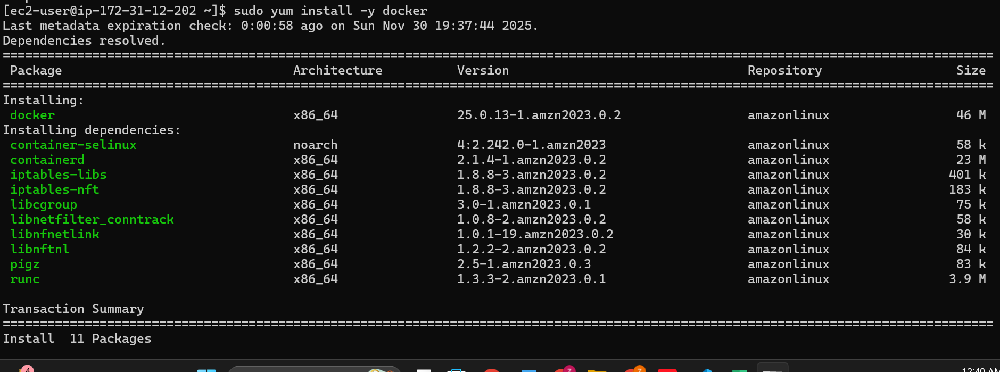 [ec2-user@ip-172-31-12-202 ~]$ sudo yum install -y docker
Last metadata expiration check: 0:00:58 ago on Sun Nov 30 19:37:44 2025.
Dependencies resolved.
Package Architecture Version Repository Size
Installing:
docker x86_64 25.0.13-1.amzn2023.0.2 amazonlinux 46 M
Installing dependencies:
container-selinux noarch 4:2.242.0-1.amzn2023 amazonlinux 58 k
containerd x86_64 2.1.4-1.amzn2023.0.2 amazonlinux 23 M
iptables-libs x86_64 1.8.8-3.amzn2023.0.2 amazonlinux 401 k
iptables-nft x86_64 1.8.8-3.amzn2023.0.2 amazonlinux 183 k
libcgroup x86_64 3.0-1.amzn2023.0.1 amazonlinux 75 k
libnetfilter_conntrack x86_64 1.0.8-2.amzn2023.0.2 amazonlinux 58 k
libnfnetlink x86_64 1.0.1-19.amzn2023.0.2 amazonlinux 30 k
libnftnl x86_64 1.2.2-2.amzn2023.0.2 amazonlinux 84 k
pigz x86_64 2.5-1.amzn2023.0.3 amazonlinux 83 k
runc x86_64 1.3.3-2.amzn2023.0.1 amazonlinux 3.9 M
Transaction Summary
Install 11 Packages
4
12:40 AM